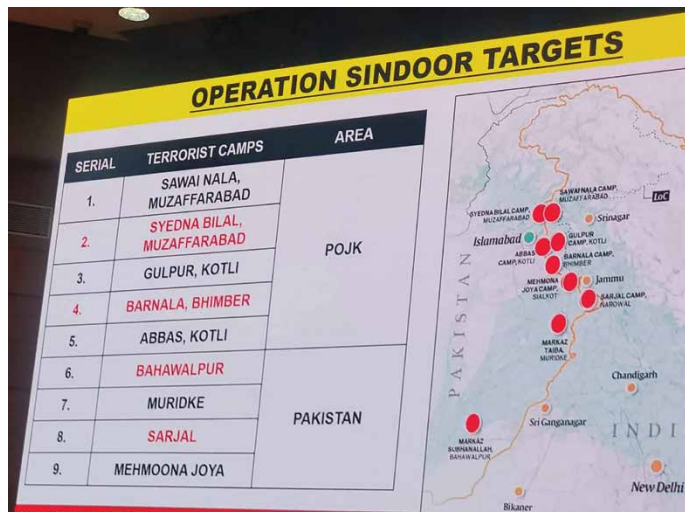 OPERATION SINDOOR TARGETS
SERIAL TERRORIST CAMPS AREA
1. SAWAI NALA,
MUZAFFARABAD
2. SYEDNA BILAL,
MUZAFFARABAD
3. GULPUR, KOTLI
4. BARNALA, BHIMBER
5. ABBAS, KOTLI
POJK
6. BAHAWALPUR
7. MURIDKE
8. SARJAL
9. MEHMOONA JOYA
PAKISTAN
SAWAI NALA CAMP,
MUZAFFARABAD
LoC
SYEDNA BILAL CAMP,
MUZAFFARABAD
Srinagar
Islamabad
GULPUR
CAMP, KOTLI
ABBAS
CAMP, KOTLI
BARNALA CAMP,
BHIMBER
MEHMONA
JOYA CAMP,
SIALKOT
Jammu
SARJAL CAMP,
NAROWAL
PAKISTAN
MARKAZ
TAIBA,
MURIDKE
Chandigarh
Sri Ganganagar
INDI
MARKAZ
SUBHANALLAH,
BAHAWALPUR
New Delhi
Bikaner